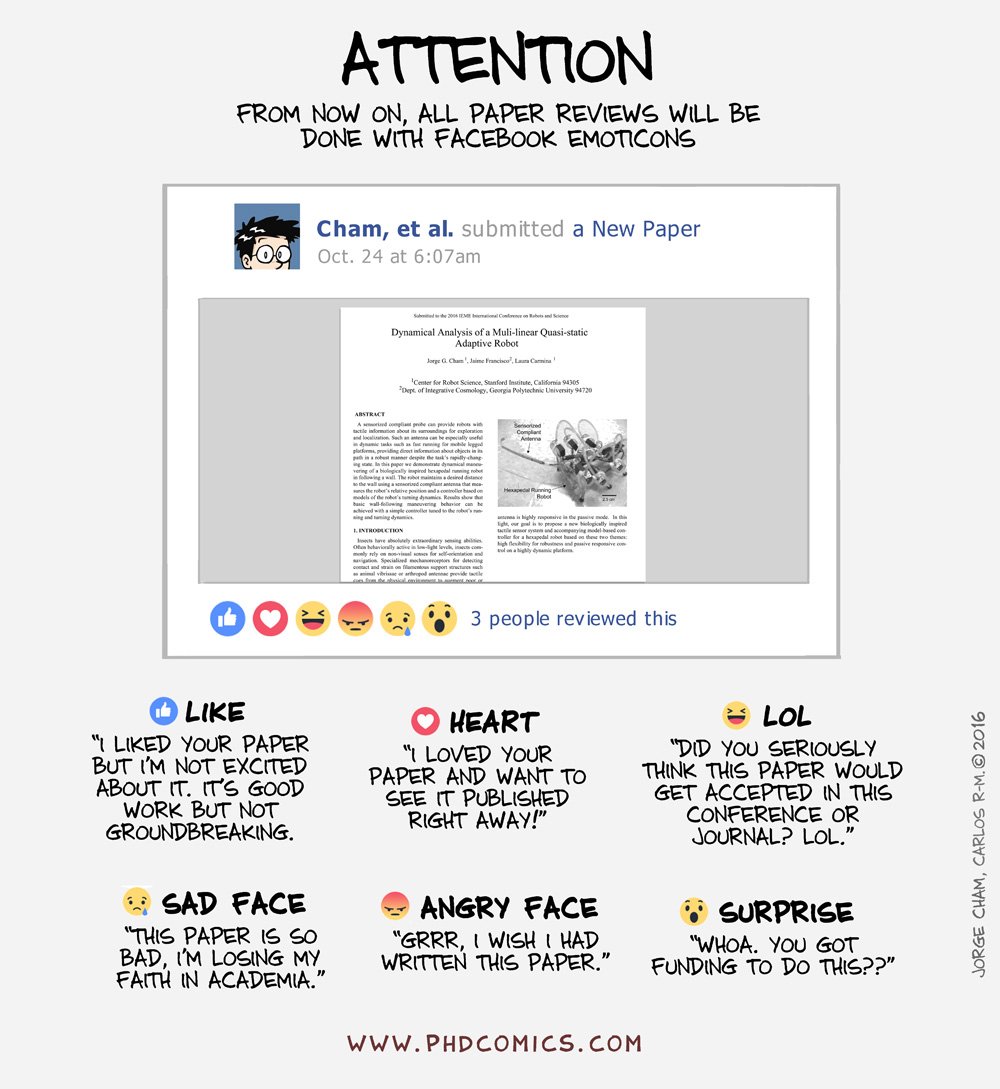 ATTENTION
FROM NOW ON, ALL PAPER REVIEWS WILL BE
DONE WITH FACEBOOK EMOTICONS
Cham, et al. submitted a New Paper
Oct. 24 at 6:07am
Submitted to the 2016 IEME International Conference on Robots and Science
Dynamical Analysis of a Muli-linear Quasi-static
Adaptive Robot
Jorge G. Cham1, Jaime Francisco2, Laura Carmina 1
1Center for Robot Science, Stanford Institute, California 94305
2Dept. of Integrative Cosmology, Georgia Polytechnic University 94720
ABSTRACT
A sensorized compliant probe can provide robots with
tactile information about its surroundings for exploration
and localization. Such an antenna can be especially useful
in dynamic tasks such as fast running for mobile legged
platforms, providing direct information about objects in its
path in a robust manner despite the task's rapidly-chang-
ing state. In this paper we demonstrate dynamical maneu-
vering of a biologically inspired hexapedal running robot
in following a wall. The robot maintains a desired distance
to the wall using a sensorized compliant antenna that mea-
sures the robot's relative position and a controller based on
models of the robot's turning dynamics. Results show that
basic wall-following maneuvering behavior can be
achieved with a simple controller tuned to the robot's run-
ning and turning dynamics.
1. INTRODUCTION
Insects have absolutely extraordinary sensing abilities.
Often behaviorally active in low-light levels, insects com-
monly rely on non-visual senses for self-orientation and
navigation. Specialized mechanoreceptors for detecting
contact and strain on filamentous support structures such
as animal vibrissae or arthropod antennae provide tactile
cues from the physical environment to augment poor or
Sensorized
Compliant
Antenna
Hexapedal Running
Robot
2.5 cm
antenna is highly responsive in the passive mode. In this
light, our goal is to propose a new biologically inspired
tactile sensor system and accompanying model-based con-
troller for a hexapedal robot based on these two themes:
high flexibility for robustness and passive responsive con-
trol on a highly dynamic platform.
3 people reviewed this
LIKE
"I LIKED YOUR PAPER
BUT I'M NOT EXCITED
ABOUT IT. IT'S GOOD
WORK BUT NOT
GROUNDBREAKING.
HEART
"I LOVED YOUR
PAPER AND WANT TO
SEE IT PUBLISHED
RIGHT AWAY!"
LOL
"DID YOU SERIOUSLY
THINK THIS PAPER WOULD
GET ACCEPTED IN THIS
CONFERENCE OR
JOURNAL? LOL."
SAD FACE
"THIS PAPER IS SO
BAD, I'M LOSING MY
FAITH IN ACADEMIA."
ANGRY FACE
"GRRR, I WISH I HAD
WRITTEN THIS PAPER."
SURPRISE
"WHOA. YOU GOT
FUNDING TO DO THIS??"
JORGE CHAM, CARLOS R-M. © 2016
WWW.PHDCOMICS.COM